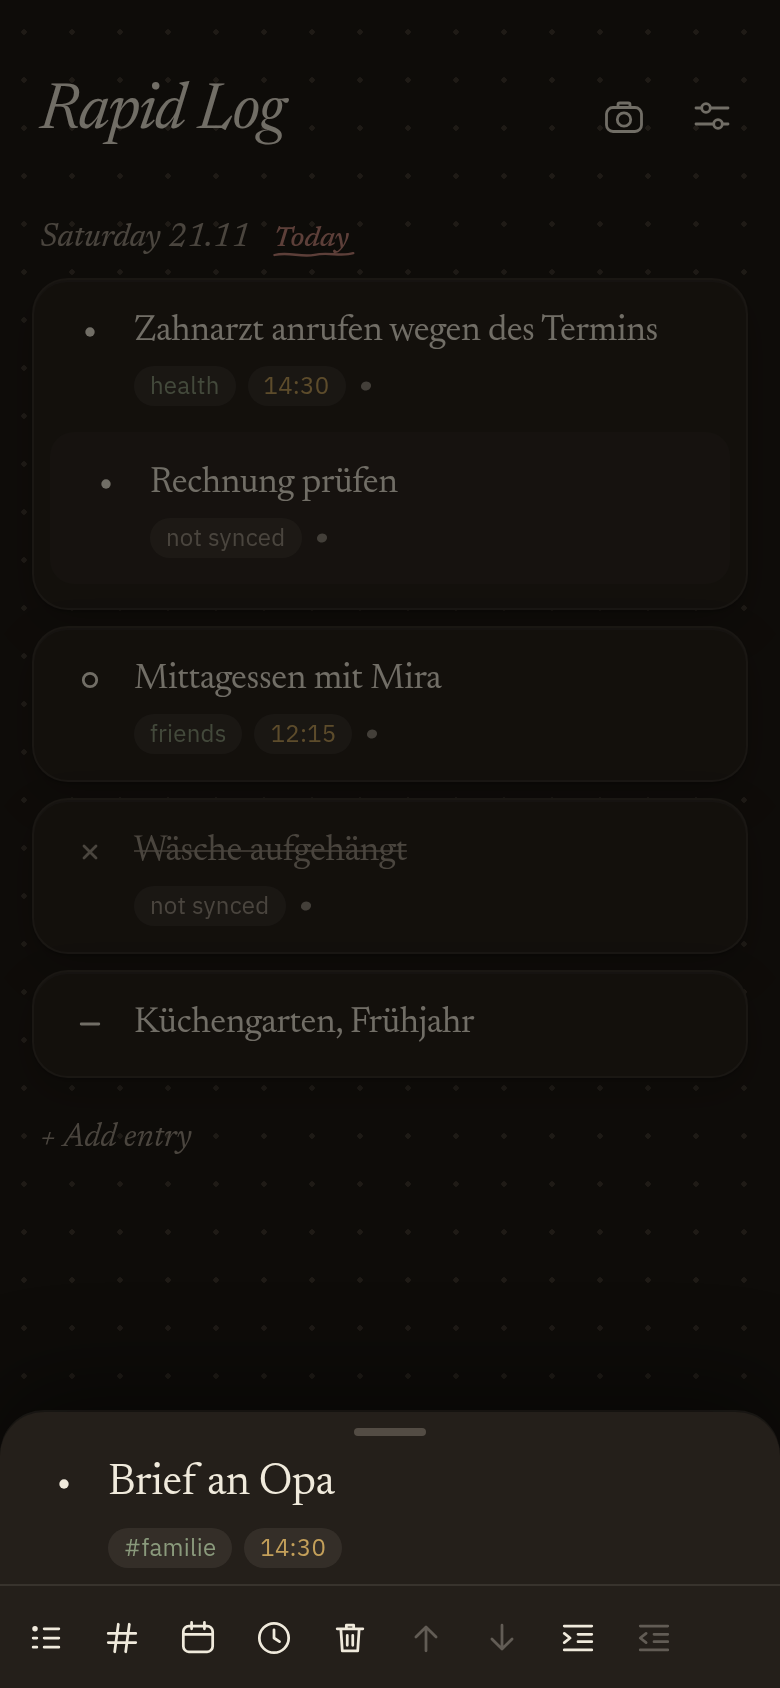 Rapid Log
Saturday 21.11 Today
• Zahnarzt anrufen wegen des Termins
health 14:30
• Rechnung prüfen
not synced
Mittagessen mit Mira
friends 12:15
× Wäsche aufgehängt
not synced
– Küchengarten, Frühjahr
+ Add entry
• Brief an Opa
#familie 14:30